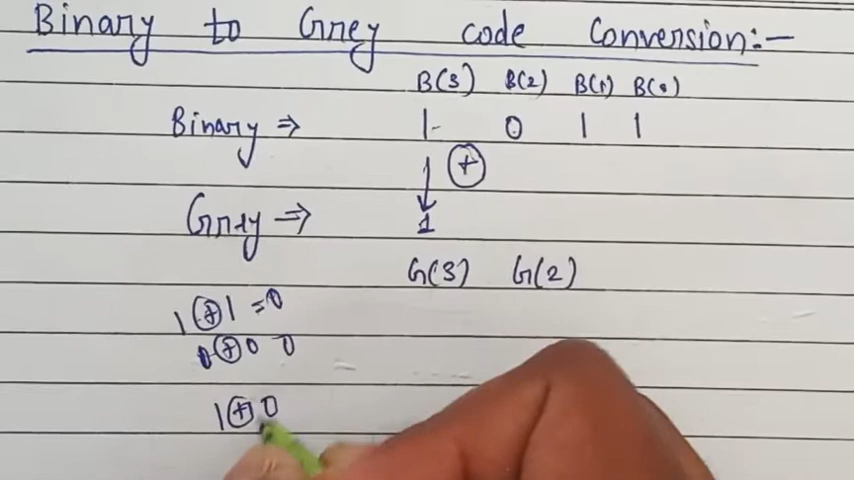 Binary to Grey code Conversion:-
B(3) B(2) B(1) B(0)
Binary ⇒ 1 0 1 1
⊕
Grey ⇒ 1
G(3) G(2)
1 ⊕ 1 = 0
0 ⊕ 0 0
1 ⊕ 0